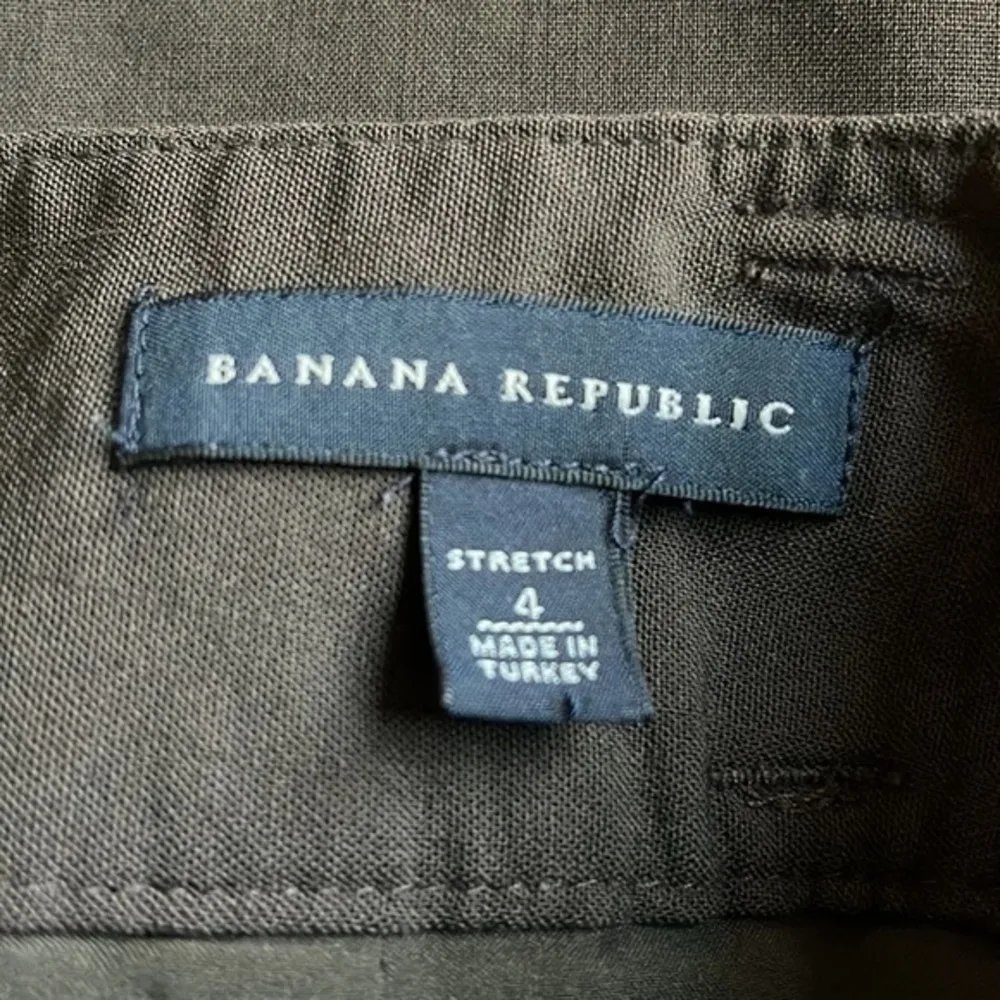 BANANA REPUBLIC
STRETCH
4
MADE IN
TURKEY